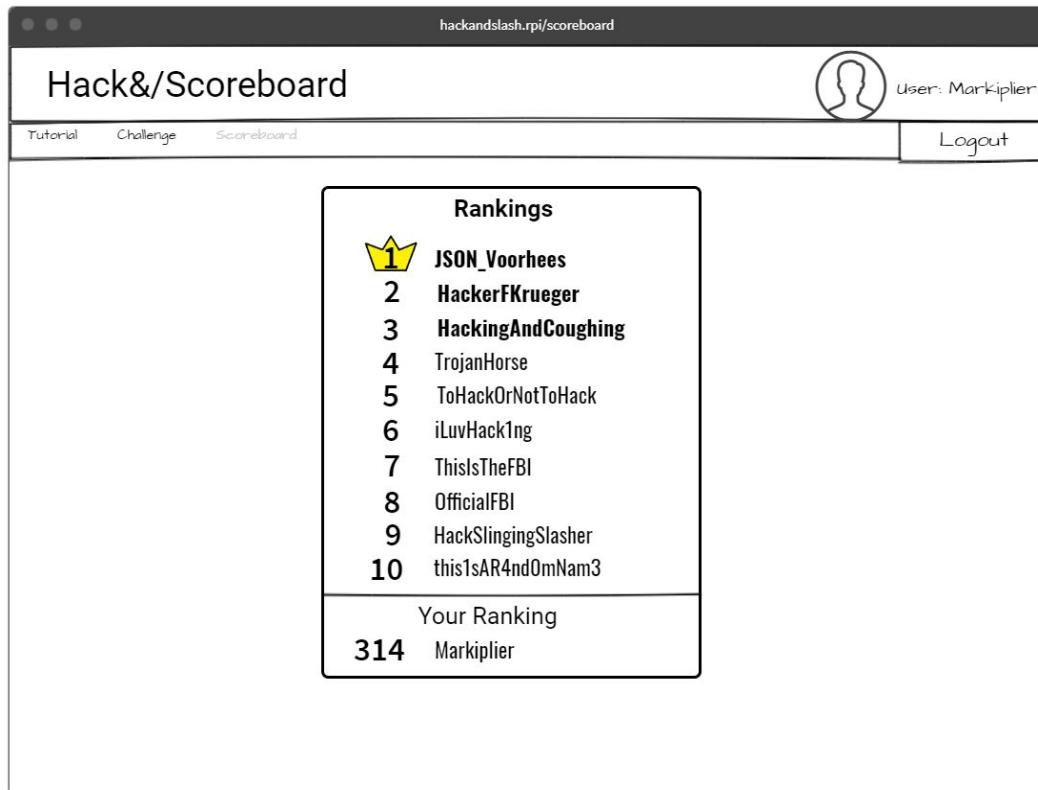 hackandslash.rpi/scoreboard
Hack&/Scoreboard
User: Markiplier
Tutorial Challenge Scoreboard
Logout
Rankings
1 JSON_Voorhees
2 HackerFKrueger
3 HackingAndCoughing
4 TrojanHorse
5 ToHackOrNotToHack
6 iLuvHack1ng
7 ThisIsTheFBI
8 OfficialFBI
9 HackSlingingSlasher
10 this1sAR4nd0mNam3
Your Ranking
314 Markiplier